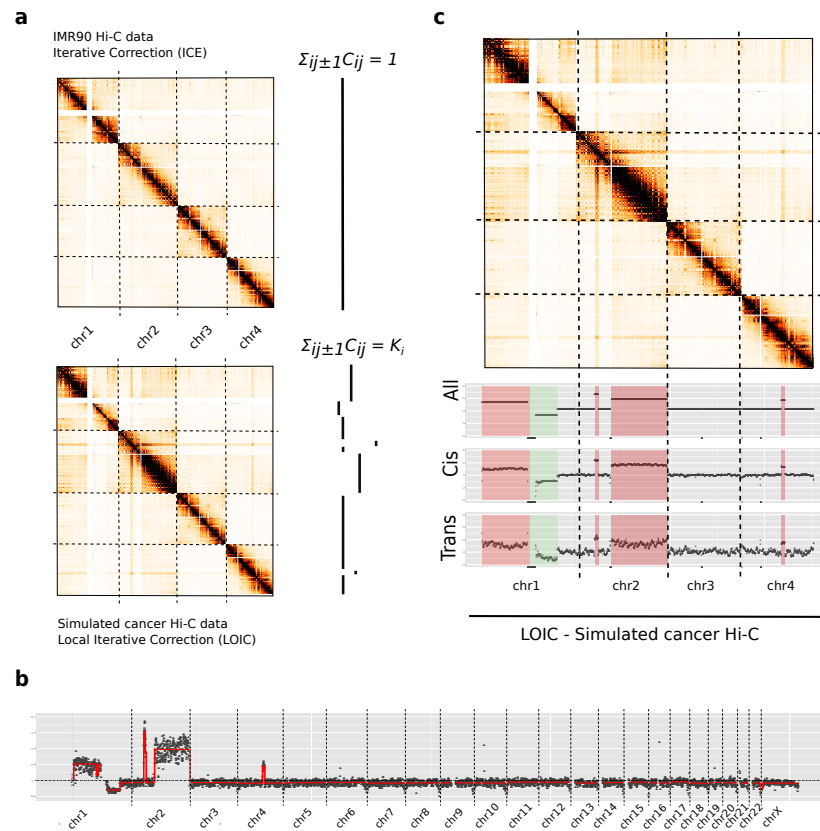 a
IMR90 Hi-C data
Iterative Correction (ICE)
Σij±1Cij = 1
chr1
chr2
chr3
chr4
Σij±1Cij = Ki
Simulated cancer Hi-C data
Local Iterative Correction (LOIC)
c
All
Cis
Trans
chr1
chr2
chr3
chr4
LOIC - Simulated cancer Hi-C
b
chr1
chr2
chr3
chr4
chr5
chr6
chr7
chr8
chr9
chr10
chr11
chr12
chr13
chr14
chr15
chr16
chr17
chr18
chr19
chr20
chr21
chr22
chrX